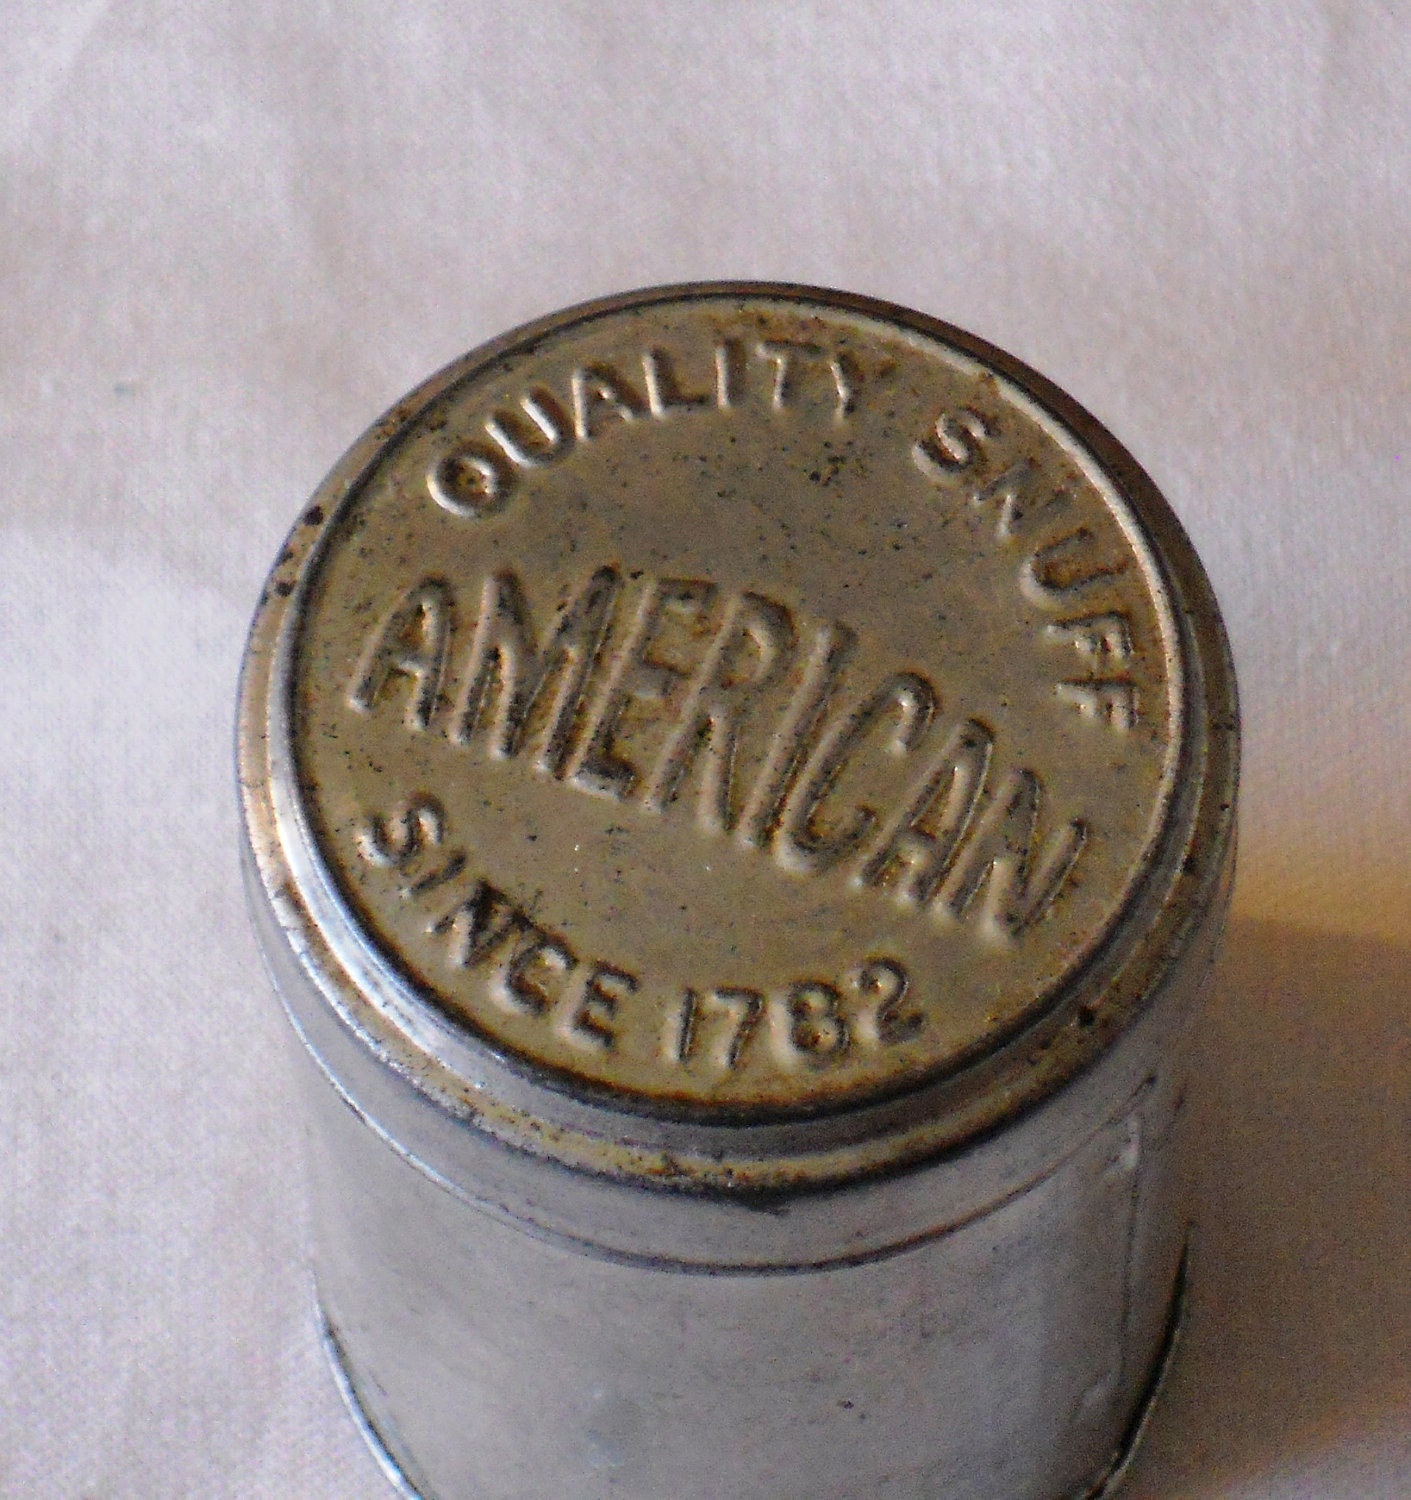 QUALITY SNUFF
AMERICAN
SINCE 1782